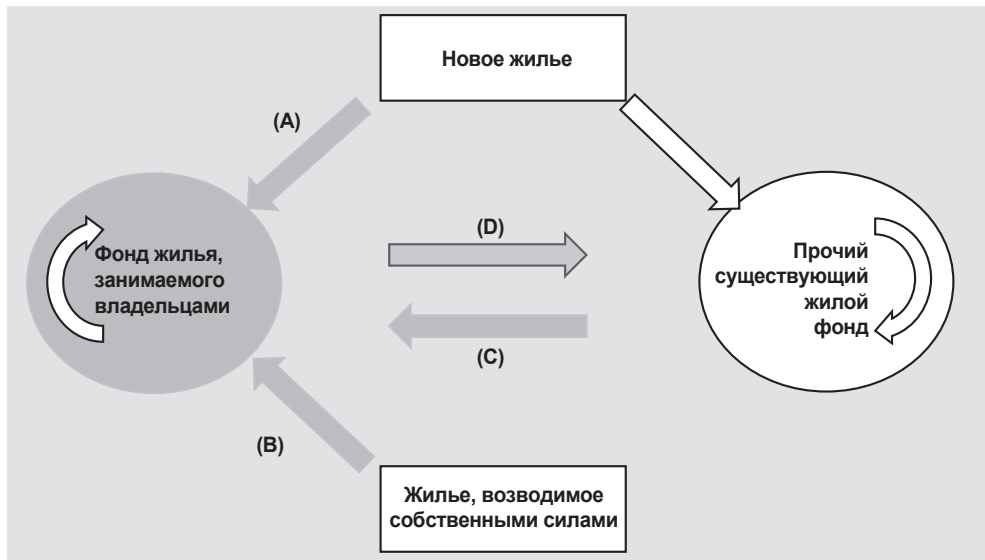 Новое жилье
(A)
(D)
Фонд жилья,
занимаемого
владельцами
Прочий
существующий
жилой
фонд
(C)
(B)
Жилье, возводимое
собственными силами